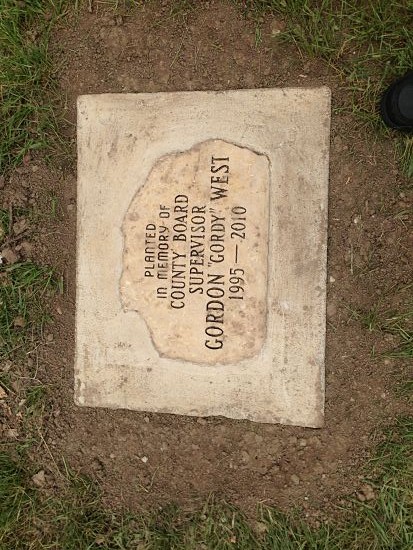 PLANTED
IN MEMORY OF
COUNTY BOARD
SUPERVISOR
GORDON "GORDY" WEST
1995 — 2010